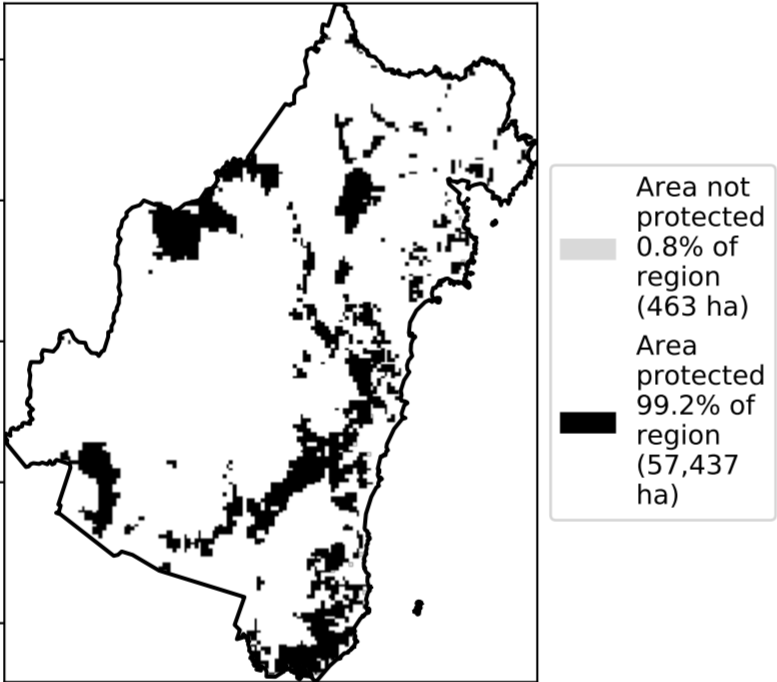 Area not
protected
0.8% of
region
(463 ha)
Area
protected
99.2% of
region
(57,437
ha)